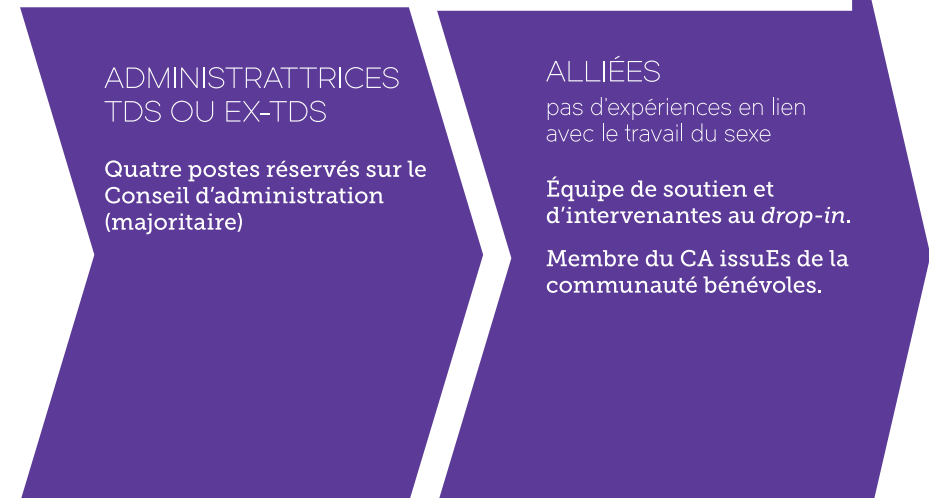 ADMINISTRATTRICES
TDS OU EX-TDS
Quatre postes réservés sur le
Conseil d'administration
(majoritaire)
ALLIÉES
pas d'expériences en lien
avec le travail du sexe
Équipe de soutien et
d'intervenantes au drop-in.
Membre du CA issuEs de la
communauté bénévoles.